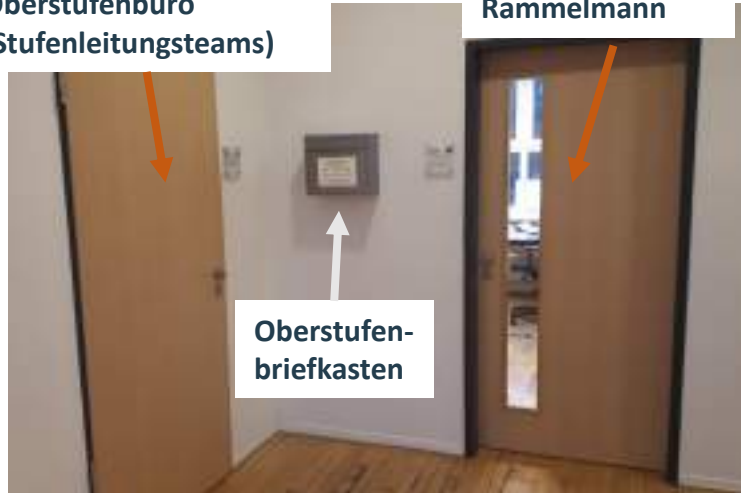 Oberstufenbüro
Stufenleitungsteams)
Rammelmann
Oberstufen-
briefkasten